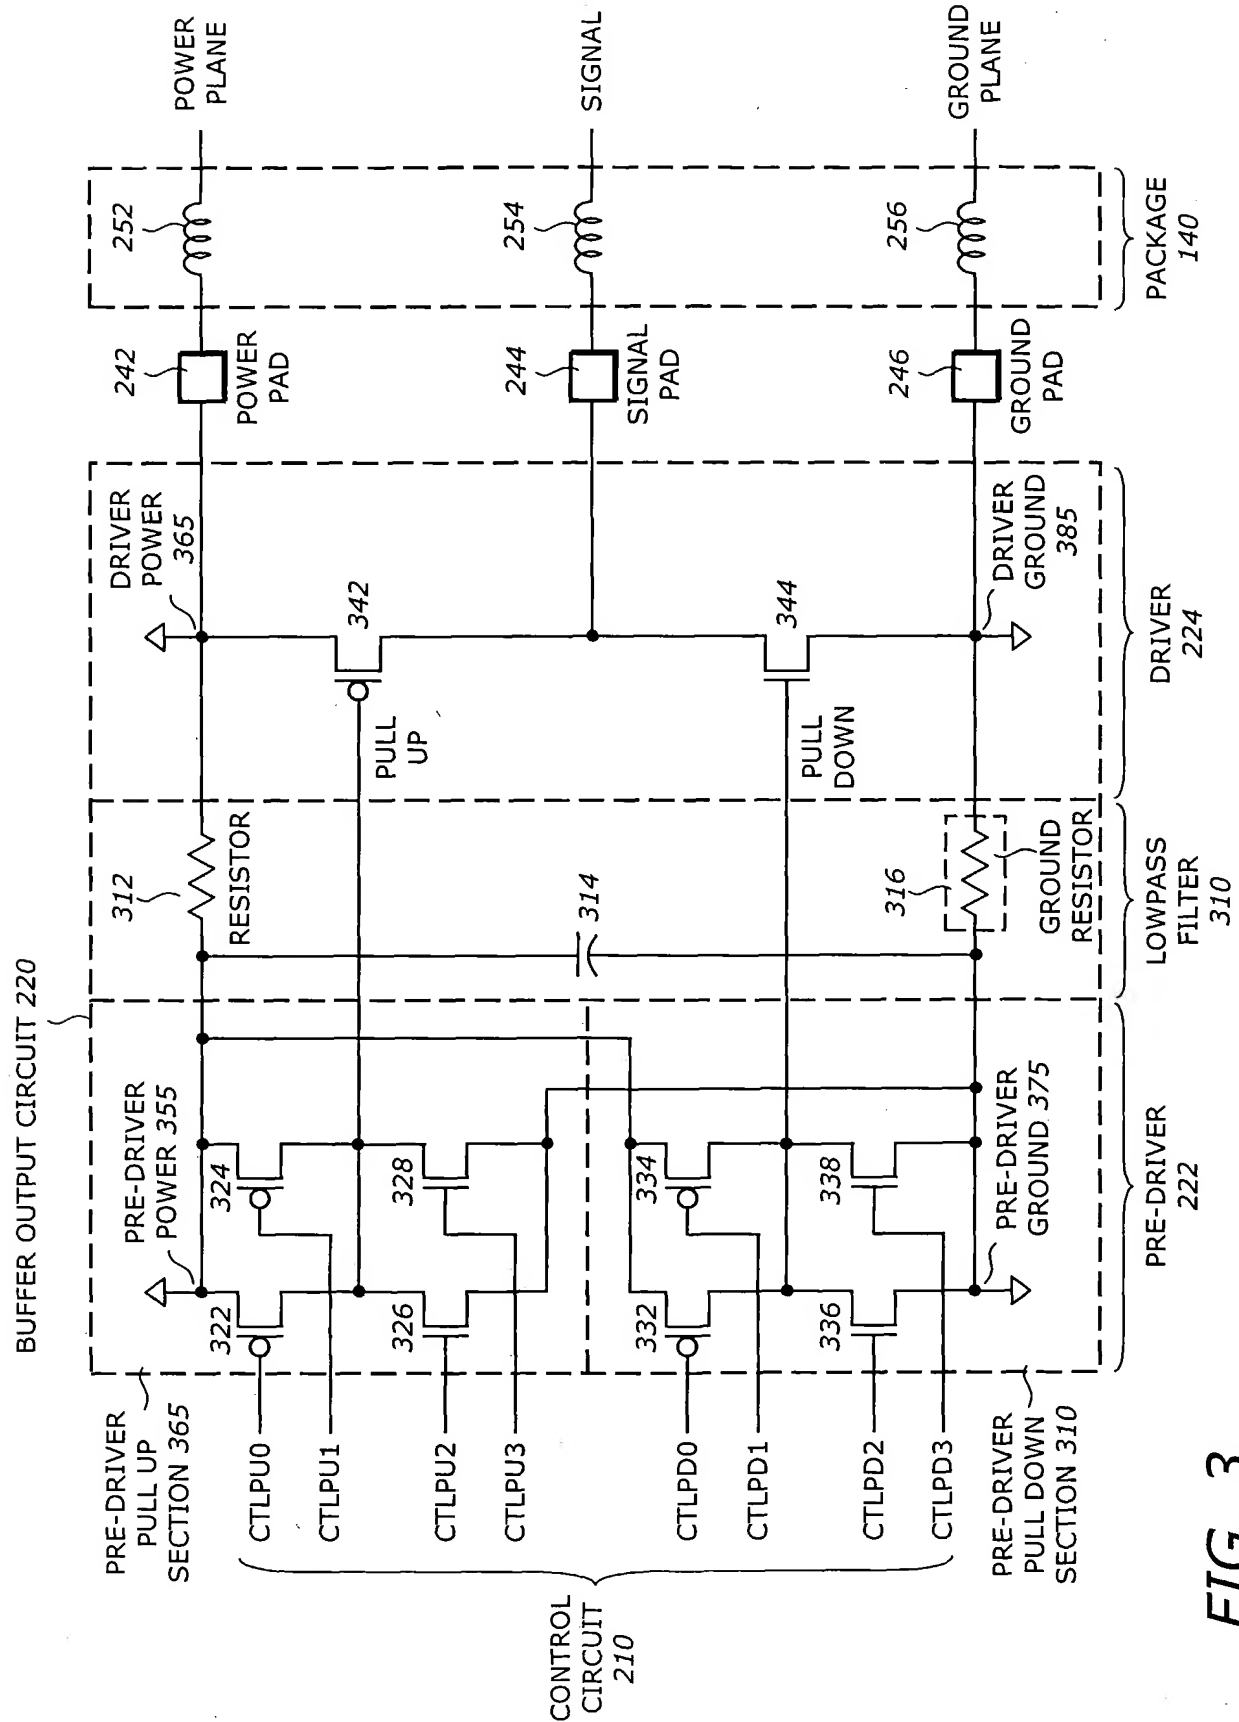 BUFFER OUTPUT CIRCUIT 220
PRE-DRIVER
PULL UP
SECTION 365
CTLPU0
CTLPU1
CTLPU2
CTLPU3
CTLPD0
CTLPD1
CTLPD2
CTLPD3
CONTROL
CIRCUIT
210
PRE-DRIVER
PULL DOWN
SECTION 310
PRE-DRIVER
POWER 355
322
324
326
328
332
334
336
338
PRE-DRIVER
GROUND 375
PRE-DRIVER
222
312
RESISTOR
314
316
GROUND
RESISTOR
LOWPASS
FILTER
310
DRIVER
POWER
365
PULL
UP
342
PULL
DOWN
344
DRIVER
GROUND
385
DRIVER
224
242
POWER
PAD
244
SIGNAL
PAD
246
GROUND
PAD
252
254
256
PACKAGE
140
POWER
PLANE
SIGNAL
GROUND
PLANE
FIG. 3